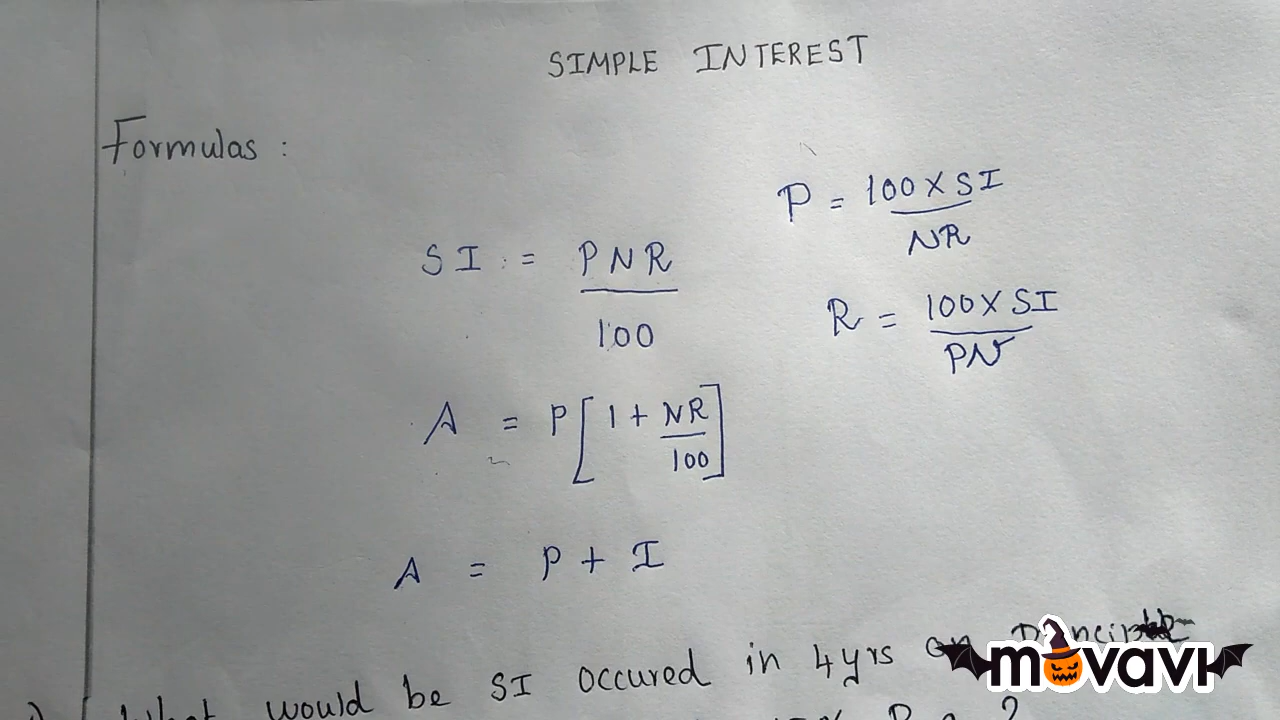 SIMPLE INTEREST
Formulas :
SI = PNR / 100
P = 100 X SI / NR
R = 100 X SI / PN
A = P [ 1 + NR / 100 ]
A = P + I
What would be SI occured in 4yrs on
P.a ?
movavi